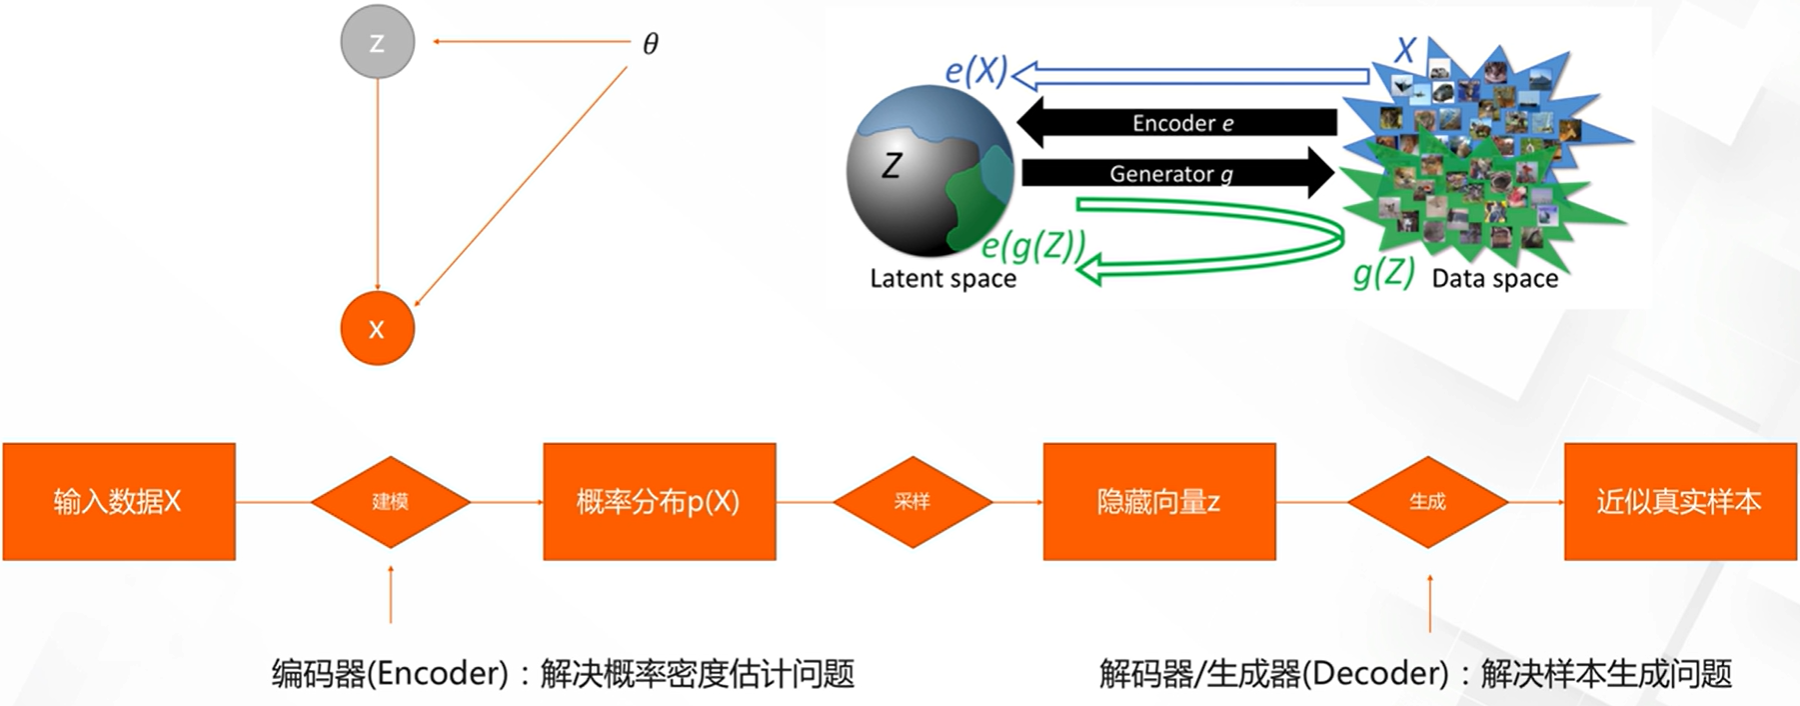 z
θ
x
X
e(X)
Encoder e
Z
Generator g
e(g(Z))
g(Z)
Latent space
Data space
输入数据X
建模
概率分布p(X)
采样
隐藏向量z
生成
近似真实样本
编码器(Encoder)：解决概率密度估计问题
解码器/生成器(Decoder)：解决样本生成问题